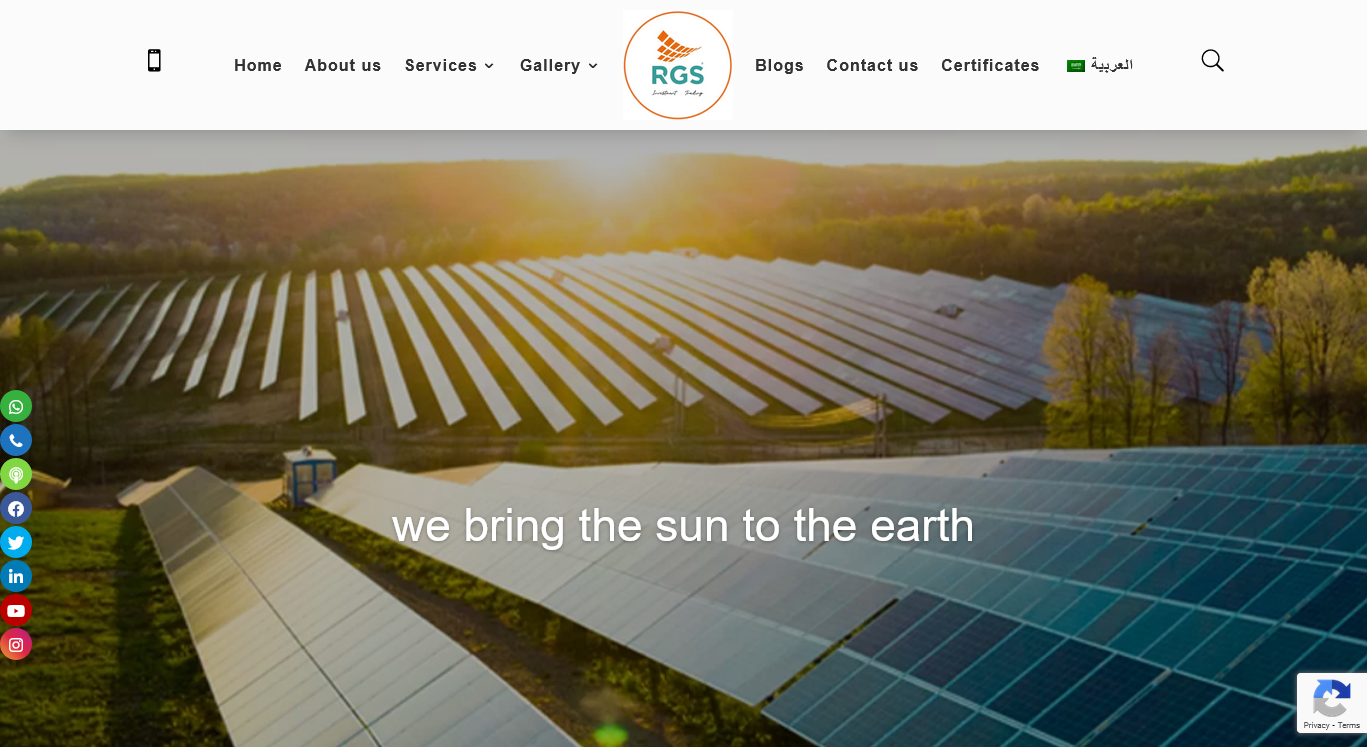 Home
About us
Services
Gallery
RGS
Investment Trading
Blogs
Contact us
Certificates
العربية
we bring the sun to the earth
Privacy - Terms